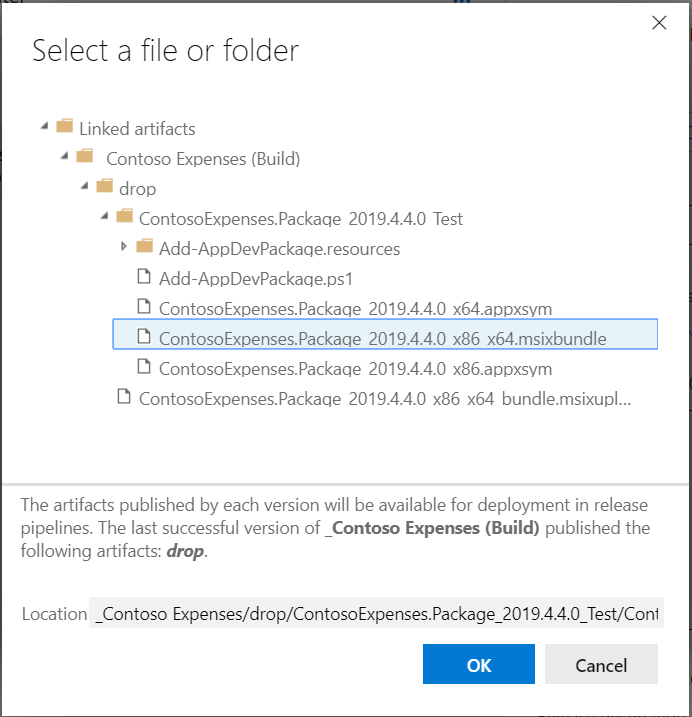 Select a file or folder
Linked artifacts
Contoso Expenses (Build)
drop
ContosoExpenses.Package_2019.4.4.0_Test
Add-AppDevPackage.resources
Add-AppDevPackage.ps1
ContosoExpenses.Package_2019.4.4.0_x64.appxsym
ContosoExpenses.Package_2019.4.4.0_x86_x64.msixbundle
ContosoExpenses.Package_2019.4.4.0_x86.appxsym
ContosoExpenses.Package_2019.4.4.0_x86_x64_bundle.msixupl...
The artifacts published by each version will be available for deployment in release
pipelines. The last successful version of _Contoso Expenses (Build) published the
following artifacts: drop.
Location _Contoso Expenses/drop/ContosoExpenses.Package_2019.4.4.0_Test/Cont
OK Cancel